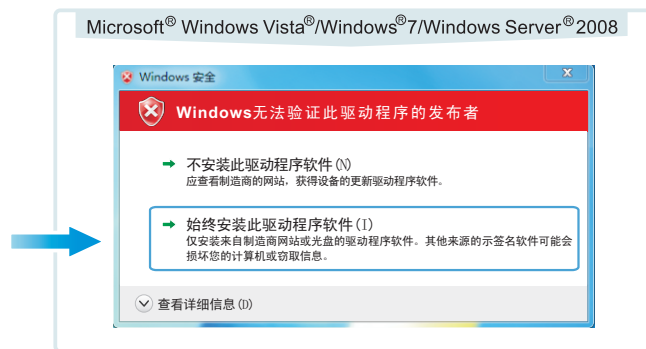 Microsoft® Windows Vista®/Windows®7/Windows Server®2008
Windows 安全
Windows无法验证此驱动程序的发布者
不安装此驱动程序软件(N)
应查看制造商的网站，获得设备的更新驱动程序软件。
始终安装此驱动程序软件(I)
仅安装来自制造商网站或光盘的驱动程序软件。其他来源的示签名软件可能会
损坏您的计算机或窃取信息。
查看详细信息(D)